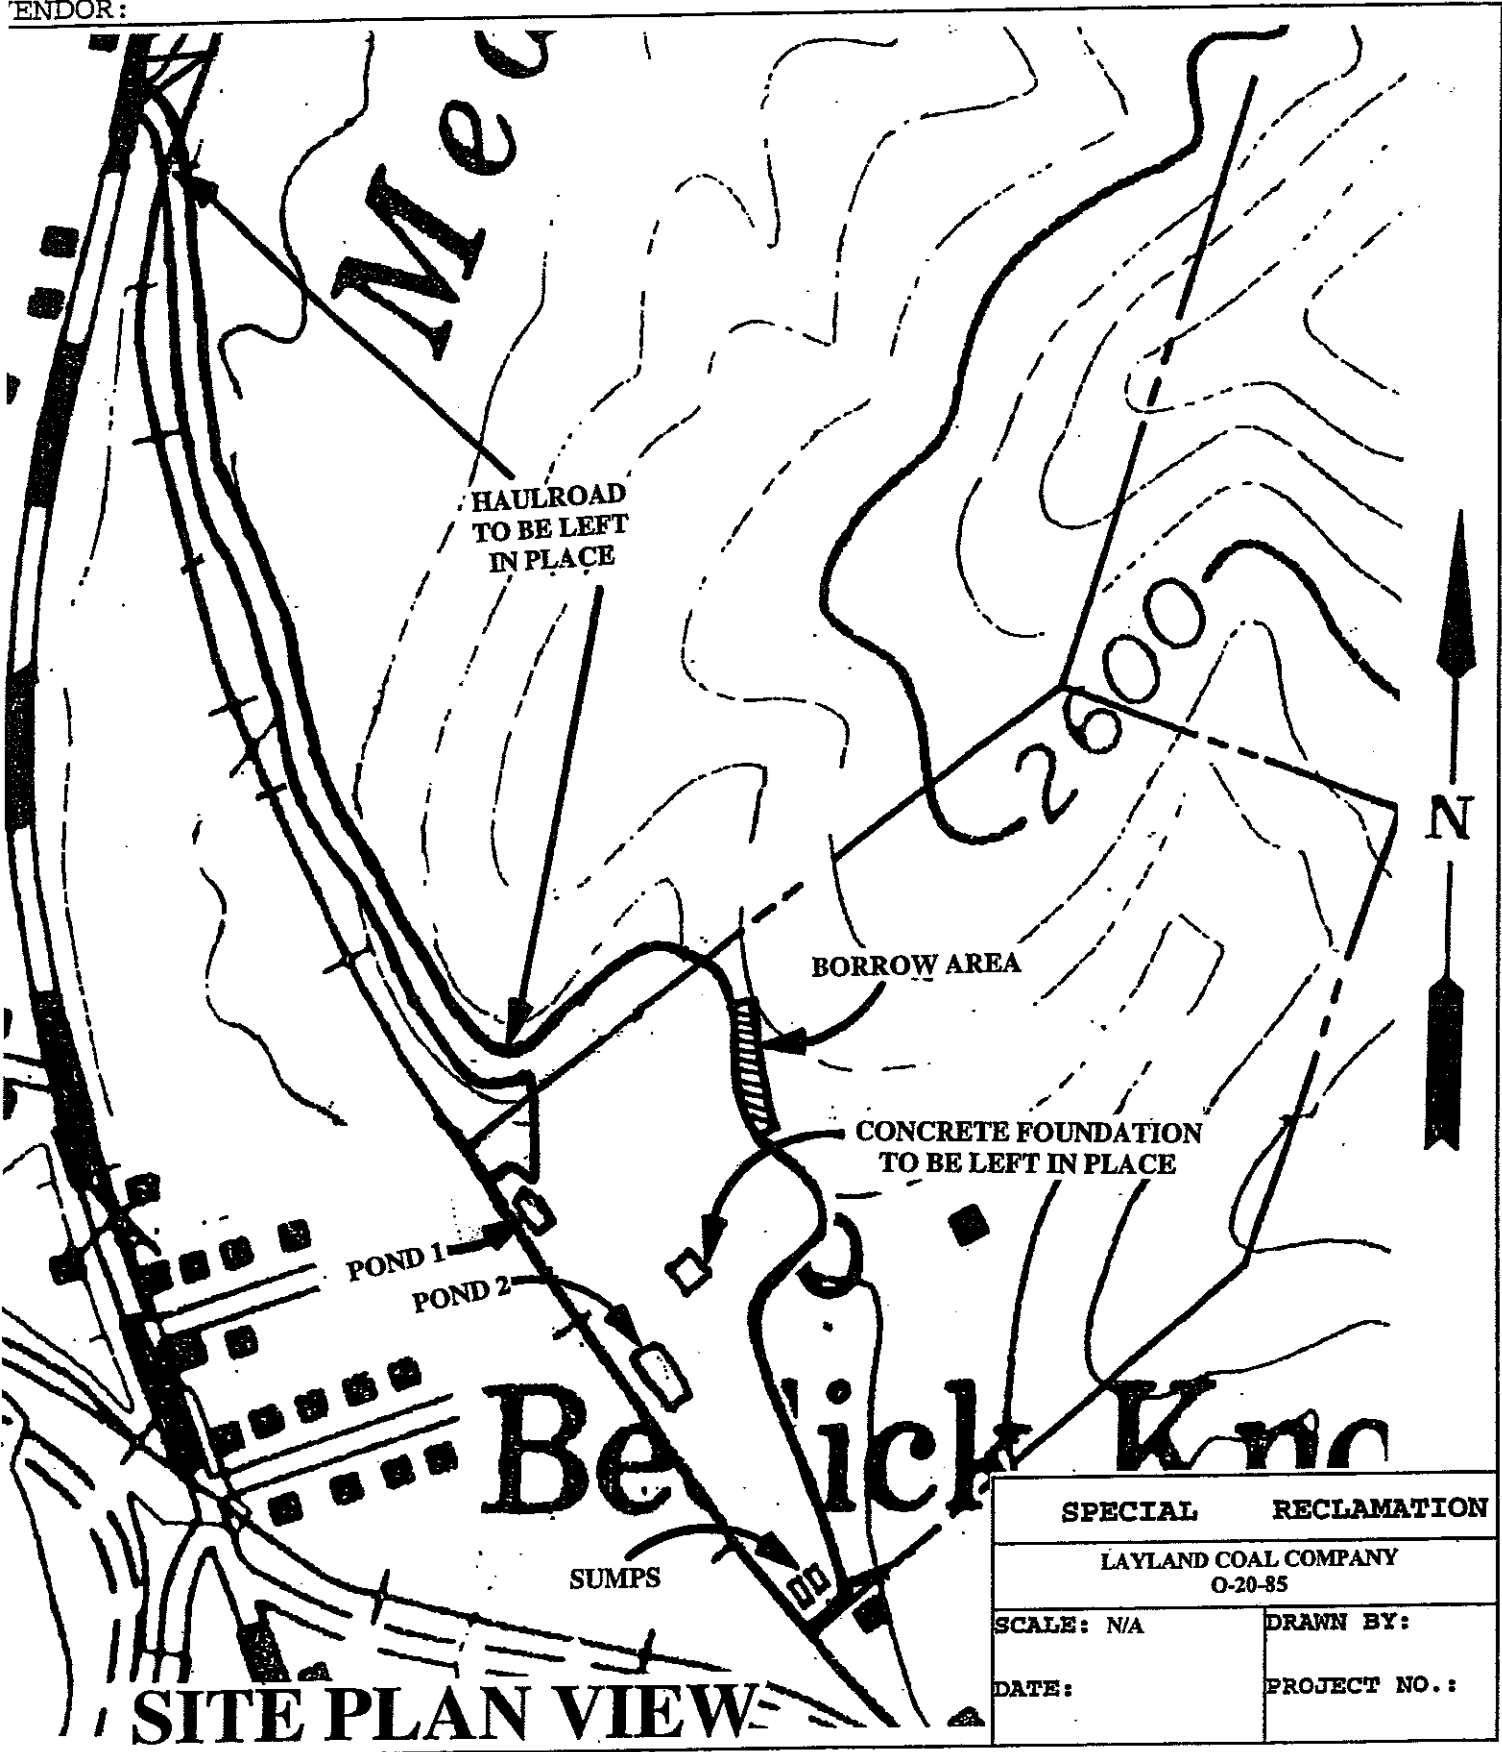 ENDOR:
HAULROAD
TO BE LEFT
IN PLACE
2600
N
BORROW AREA
CONCRETE FOUNDATION
TO BE LEFT IN PLACE
POND 1
POND 2
SUMPS
SPECIAL RECLAMATION
LAYLAND COAL COMPANY
O-20-85
SCALE: N/A
DRAWN BY:
DATE:
PROJECT NO.:
SITE PLAN VIEW